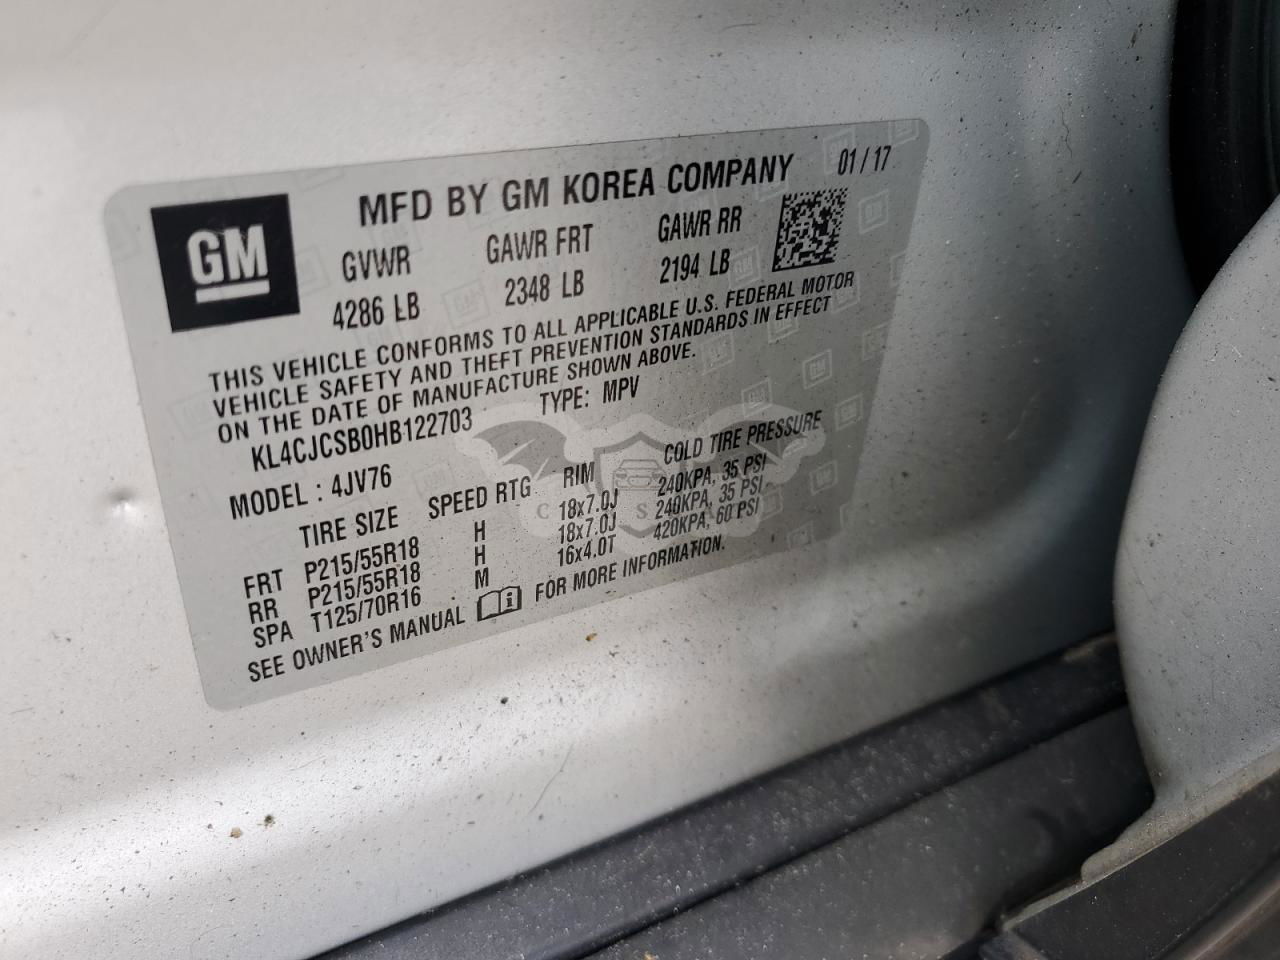 GM
MFD BY GM KOREA COMPANY 01 / 17
GVWR GAWR FRT GAWR RR
4286 LB 2348 LB 2194 LB
THIS VEHICLE CONFORMS TO ALL APPLICABLE U.S. FEDERAL MOTOR
VEHICLE SAFETY AND THEFT PREVENTION STANDARDS IN EFFECT
ON THE DATE OF MANUFACTURE SHOWN ABOVE.
KL4CJCSB0HB122703 TYPE: MPV
MODEL : 4JV76
TIRE SIZE SPEED RTG RIM COLD TIRE PRESSURE
FRT P215/55R18 H 18x7.0J 240KPA, 35 PSI
RR P215/55R18 H 18x7.0J 240KPA, 35 PSI
SPA T125/70R16 M 16x4.0T 420KPA, 60 PSI
SEE OWNER'S MANUAL i FOR MORE INFORMATION.